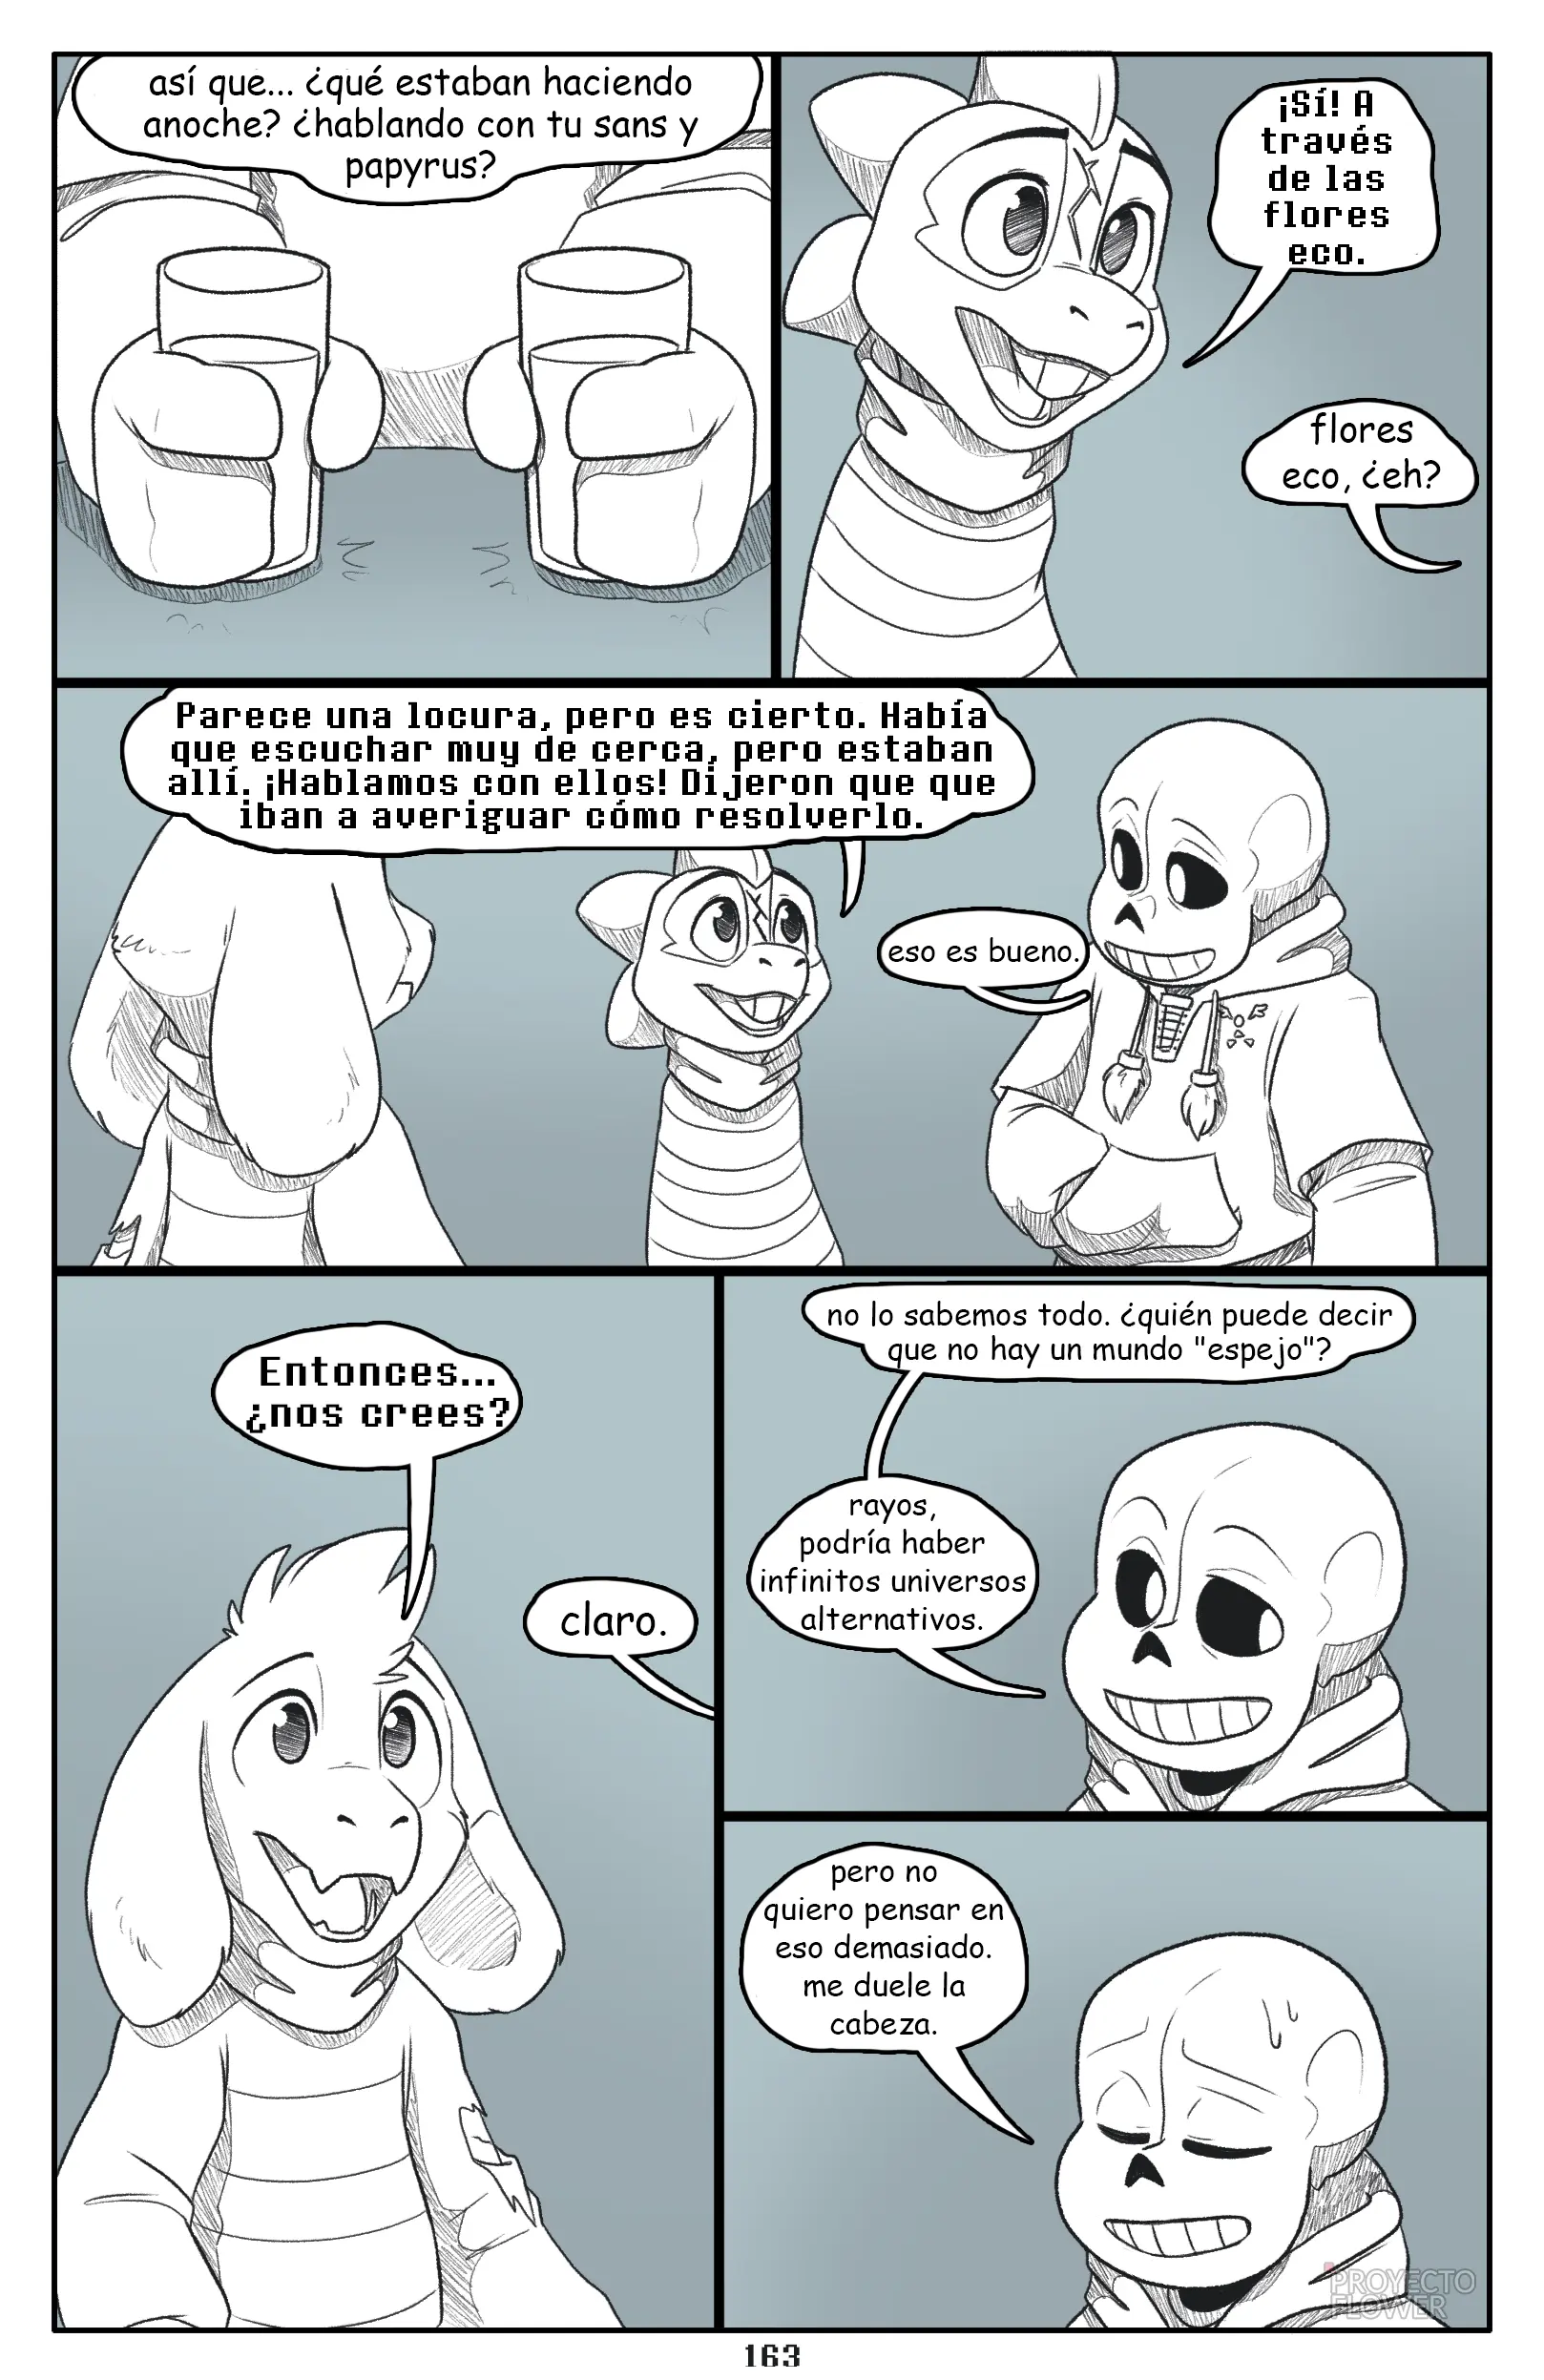 así que... ¿qué estaban haciendo
anoche? ¿hablando con tu sans y
papyrus?
¡Sí! A
través
de las
flores
eco.
flores
eco, ¿eh?
Parece una locura, pero es cierto. Había
que escuchar muy de cerca, pero estaban
allí. ¡Hablamos con ellos! Dijeron que que
iban a averiguar cómo resolverlo.
eso es bueno.
Entonces...
¿nos crees?
claro.
no lo sabemos todo. ¿quién puede decir
que no hay un mundo "espejo"?
rayos,
podría haber
infinitos universos
alternativos.
pero no
quiero pensar en
eso demasiado.
me duele la
cabeza.
PROYECTO
FLOWER
163